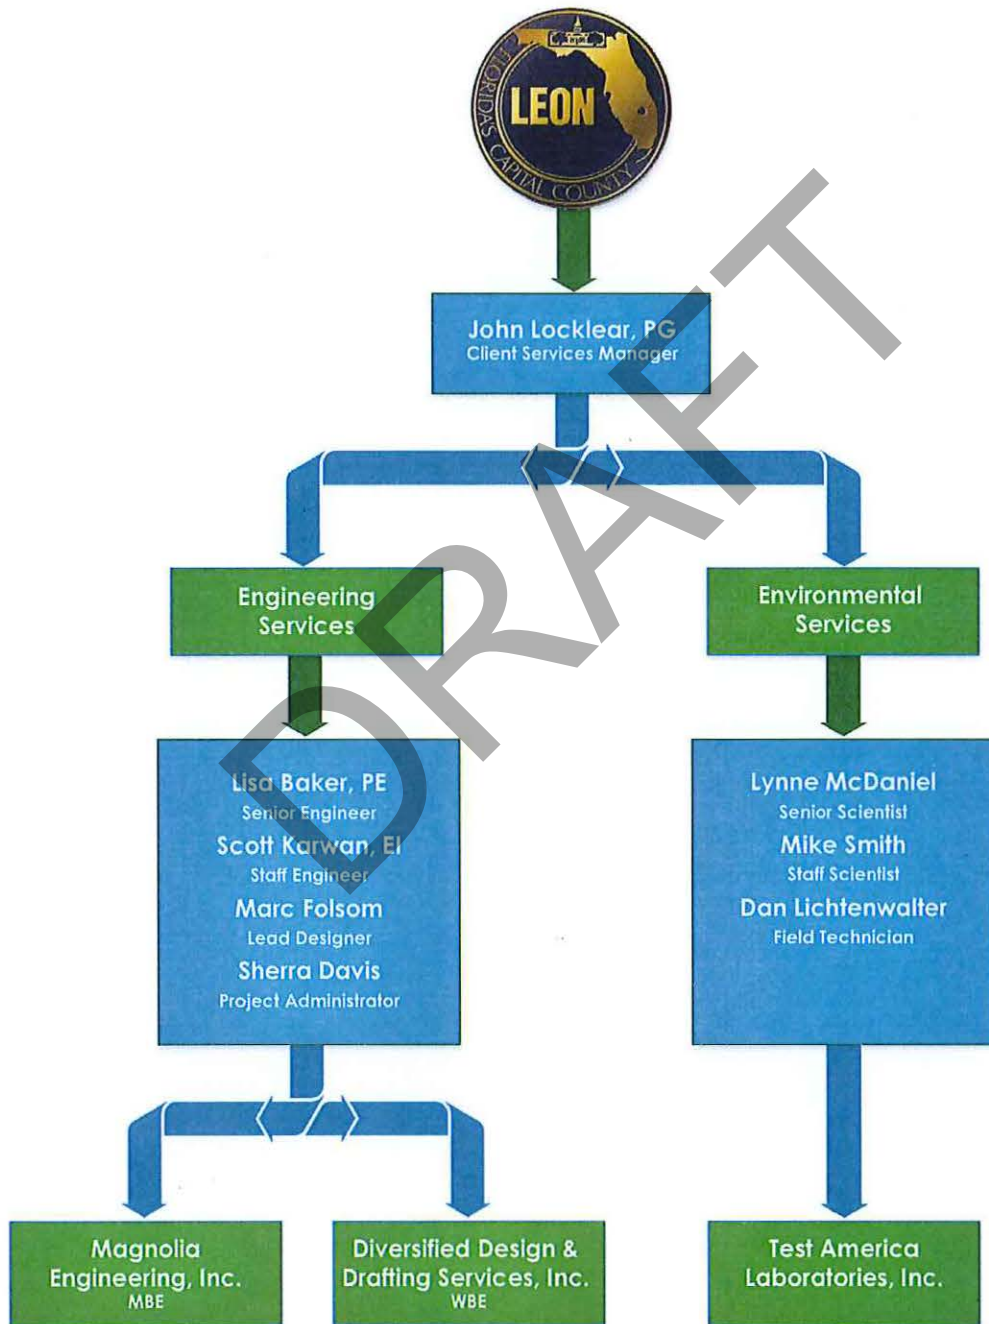 LEON
FLORIDA'S CAPITAL COUNTY
John Locklear, PG
Client Services Manager
Engineering
Services
Environmental
Services
Lisa Baker, PE
Senior Engineer
Scott Karwan, EI
Staff Engineer
Marc Folsom
Lead Designer
Sherra Davis
Project Administrator
Lynne McDaniel
Senior Scientist
Mike Smith
Staff Scientist
Dan Lichtenwalter
Field Technician
Magnolia
Engineering, Inc.
MBE
Diversified Design &
Drafting Services, Inc.
WBE
Test America
Laboratories, Inc.
DRAFT